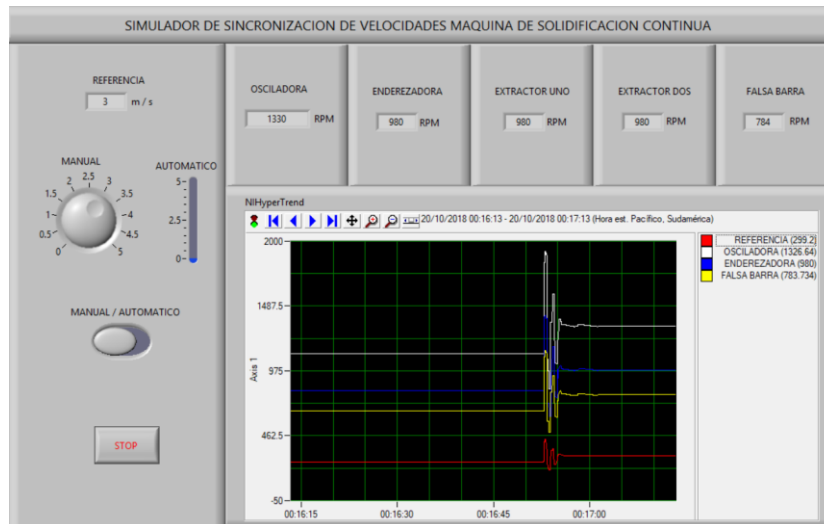 SIMULADOR DE SINCRONIZACION DE VELOCIDADES MAQUINA DE SOLIDIFICACION CONTINUA
REFERENCIA
3 m / s
MANUAL
0 0.5 1 1.5 2 2.5 3 3.5 4 4.5 5
AUTOMATICO
5
2.5
0
MANUAL / AUTOMATICO
STOP
OSCILADORA
1330 RPM
ENDEREZADORA
980 RPM
EXTRACTOR UNO
980 RPM
EXTRACTOR DOS
980 RPM
FALSA BARRA
784 RPM
NIHyperTrend
20/10/2018 00:16:13 - 20/10/2018 00:17:13 (Hora est. Pacífico, Sudamérica)
2000
1487.5
975
462.5
-50
Axis 1
00:16:15 00:16:30 00:16:45 00:17:00
REFERENCIA (299.2)
OSCILADORA (1326.64)
ENDEREZADORA (980)
FALSA BARRA (783.734)